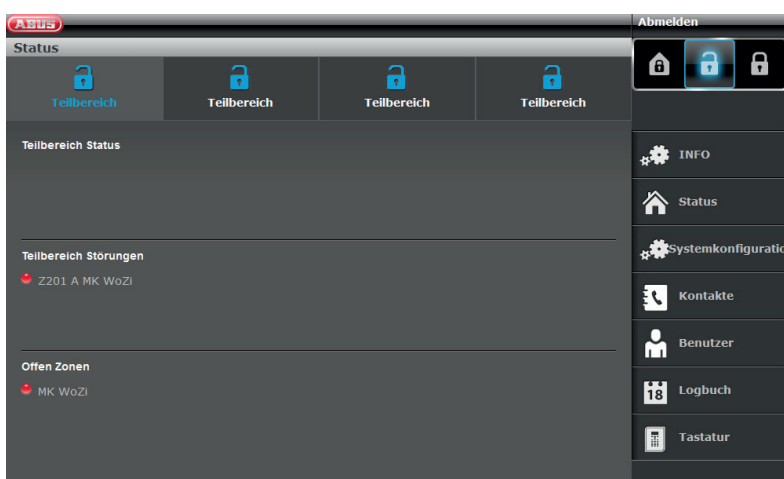 ABUS
Abmelden
Status
Teilbereich
Teilbereich
Teilbereich
Teilbereich
Teilbereich Status
Teilbereich Störungen
Z201 A MK WoZi
Offen Zonen
MK WoZi
INFO
Status
Systemkonfiguratio
Kontakte
Benutzer
18
Logbuch
Tastatur